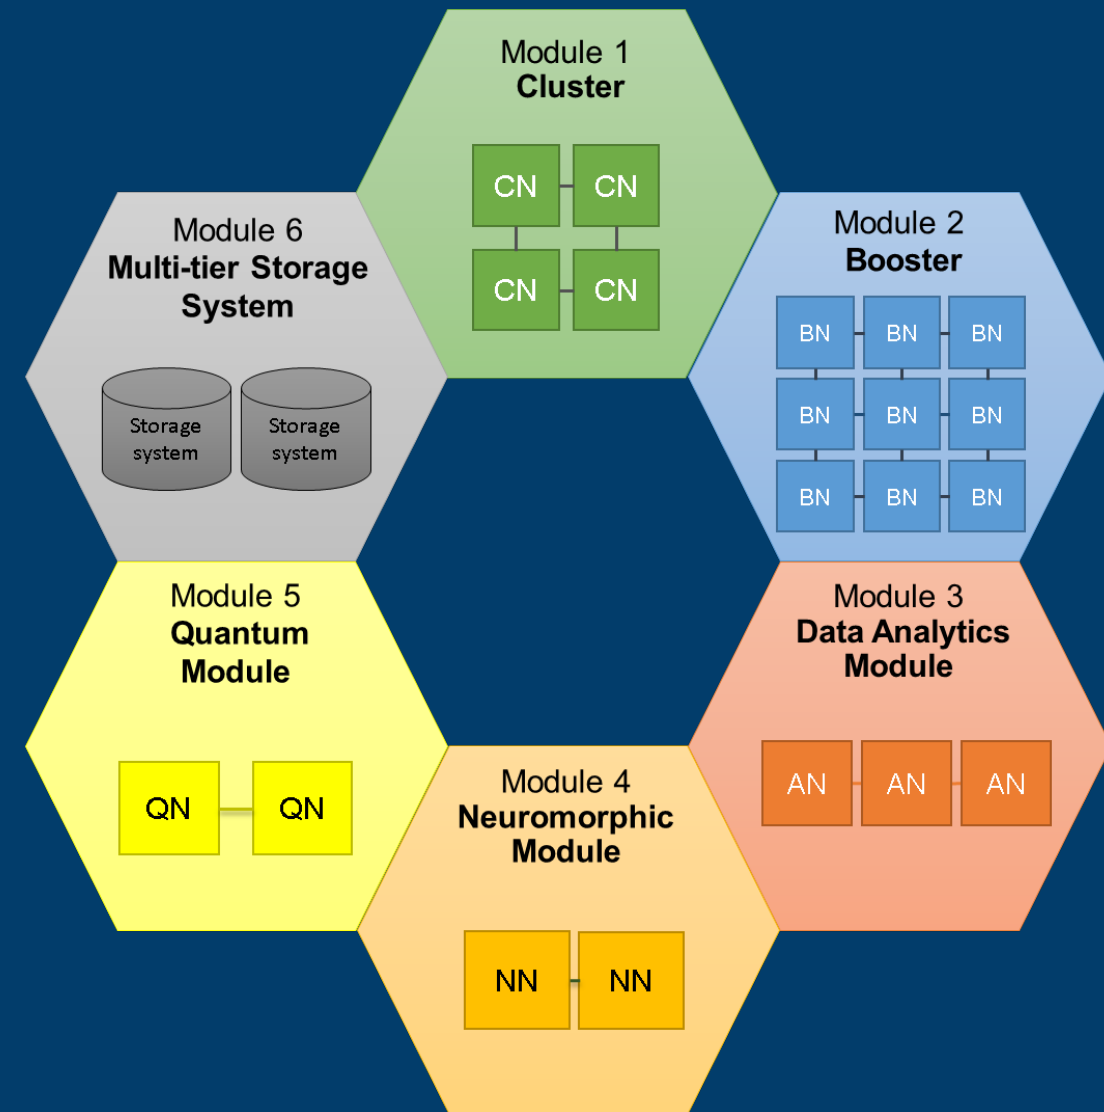 Module 1
Cluster
CN CN
CN CN
Module 2
Booster
BN BN BN
BN BN BN
BN BN BN
Module 3
Data Analytics
Module
AN AN AN
Module 4
Neuromorphic
Module
NN NN
Module 5
Quantum
Module
QN QN
Module 6
Multi-tier Storage
System
Storage Storage
system system